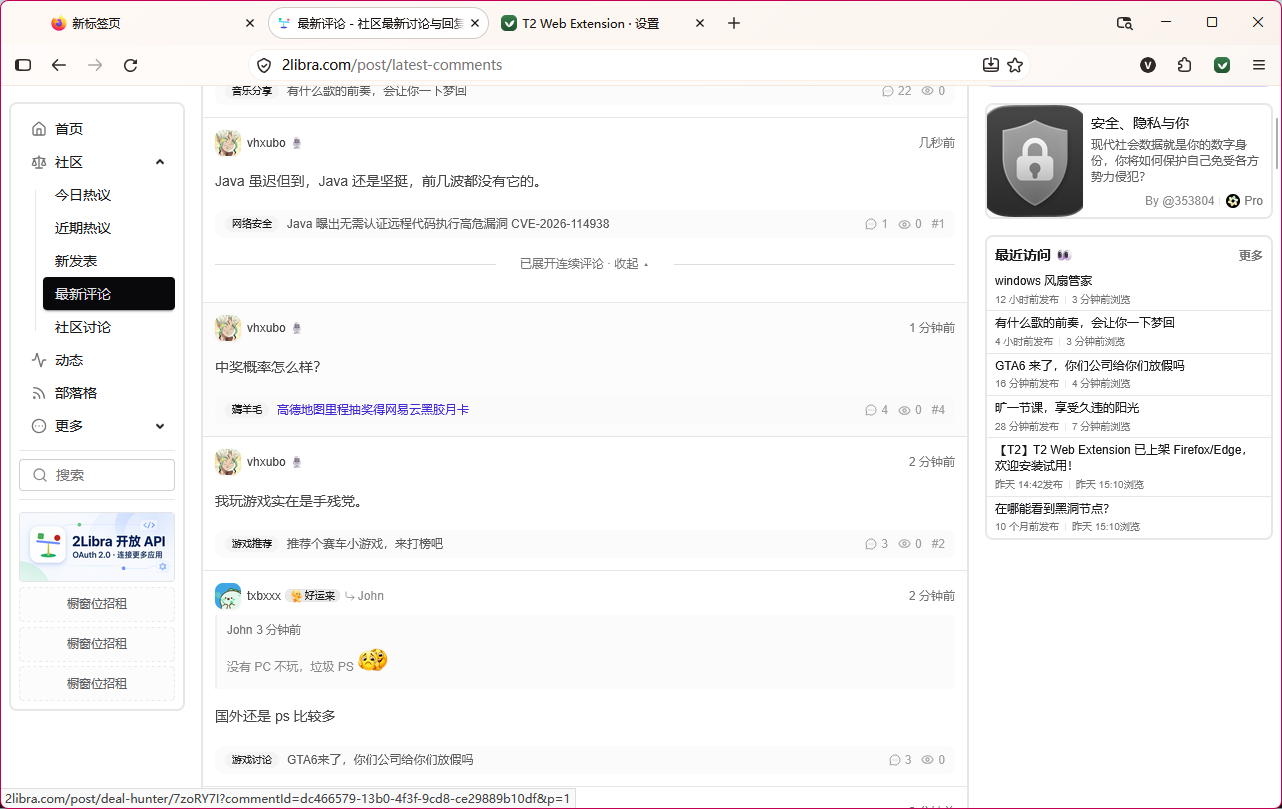 新标签页
最新评论 - 社区最新讨论与回复
T2 Web Extension · 设置
2libra.com/post/latest-comments
V
首页
社区
今日热议
近期热议
新发表
最新评论
社区讨论
动态
部落格
更多
搜索
2Libra 开放 API
OAuth 2.0 · 连接更多应用
橱窗位招租
橱窗位招租
橱窗位招租
音乐分享 有什么歌的前奏，会让你一下梦回 22 0
vhxubo 几秒前
Java 虽迟但到，Java 还是坚挺，前几波都没有它的。
网络安全 Java 曝出无需认证远程代码执行高危漏洞 CVE-2026-114938 1 0 #1
已展开连续评论 · 收起
vhxubo 1 分钟前
中奖概率怎么样？
薅羊毛 高德地图里程抽奖得网易云黑胶月卡 4 0 #4
vhxubo 2 分钟前
我玩游戏实在是手残党。
游戏推荐 推荐个赛车小游戏，来打榜吧 3 0 #2
txbxxx 好运来 John 2 分钟前
John 3 分钟前
没有 PC 不玩，垃圾 PS
国外还是 ps 比较多
游戏讨论 GTA6来了，你们公司给你们放假吗 3 0
安全、隐私与你
现代社会数据就是你的数字身
份，你将如何保护自己免受各方
势力侵犯？
By @353804 Pro
最近访问 更多
windows 风扇管家
12 小时前发布 3 分钟前浏览
有什么歌的前奏，会让你一下梦回
4 小时前发布 3 分钟前浏览
GTA6 来了，你们公司给你们放假吗
16 分钟前发布 4 分钟前浏览
旷一节课，享受久违的阳光
28 分钟前发布 7 分钟前浏览
【T2】T2 Web Extension 已上架 Firefox/Edge，
欢迎安装试用！
昨天 14:42发布 昨天 15:10浏览
在哪能看到黑洞节点？
10 个月前发布 昨天 15:10浏览
2libra.com/post/deal-hunter/7zoRY7I?commentId=dc466579-13b0-4f3f-9cd8-ce29889b10df&p=1